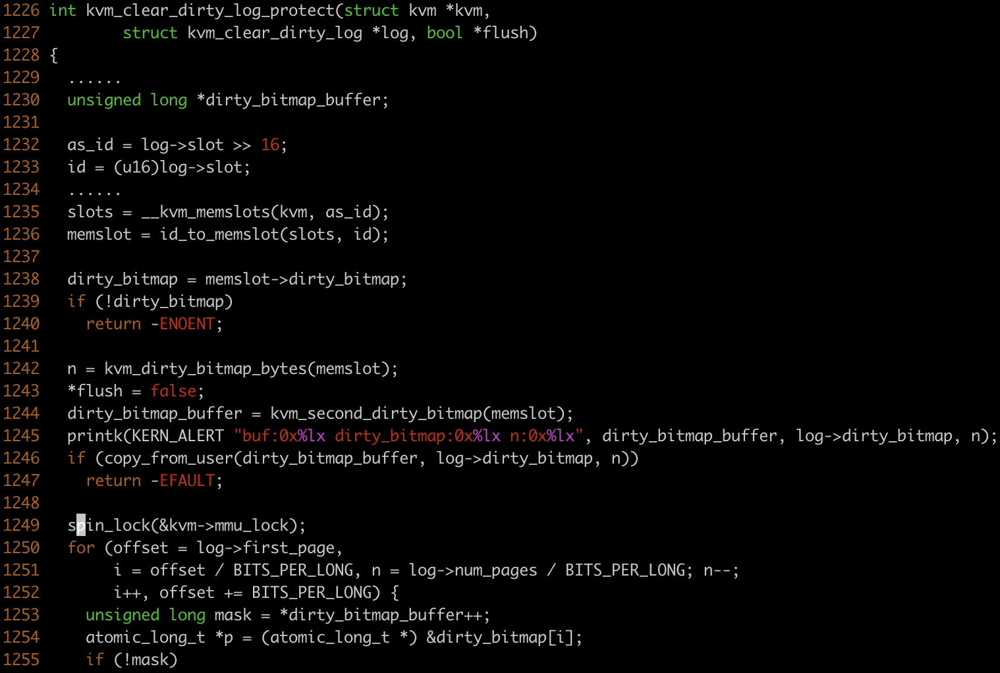 1226 int kvm_clear_dirty_log_protect(struct kvm *kvm,
1227         struct kvm_clear_dirty_log *log, bool *flush)
1228 {
1229   ......
1230   unsigned long *dirty_bitmap_buffer;
1231
1232   as_id = log->slot >> 16;
1233   id = (u16)log->slot;
1234   ......
1235   slots = __kvm_memslots(kvm, as_id);
1236   memslot = id_to_memslot(slots, id);
1237
1238   dirty_bitmap = memslot->dirty_bitmap;
1239   if (!dirty_bitmap)
1240     return -ENOENT;
1241
1242   n = kvm_dirty_bitmap_bytes(memslot);
1243   *flush = false;
1244   dirty_bitmap_buffer = kvm_second_dirty_bitmap(memslot);
1245   printk(KERN_ALERT "buf:0x%lx dirty_bitmap:0x%lx n:0x%lx", dirty_bitmap_buffer, log->dirty_bitmap, n);
1246   if (copy_from_user(dirty_bitmap_buffer, log->dirty_bitmap, n))
1247     return -EFAULT;
1248
1249   spin_lock(&kvm->mmu_lock);
1250   for (offset = log->first_page,
1251        i = offset / BITS_PER_LONG, n = log->num_pages / BITS_PER_LONG; n--;
1252        i++, offset += BITS_PER_LONG) {
1253     unsigned long mask = *dirty_bitmap_buffer++;
1254     atomic_long_t *p = (atomic_long_t *) &dirty_bitmap[i];
1255     if (!mask)